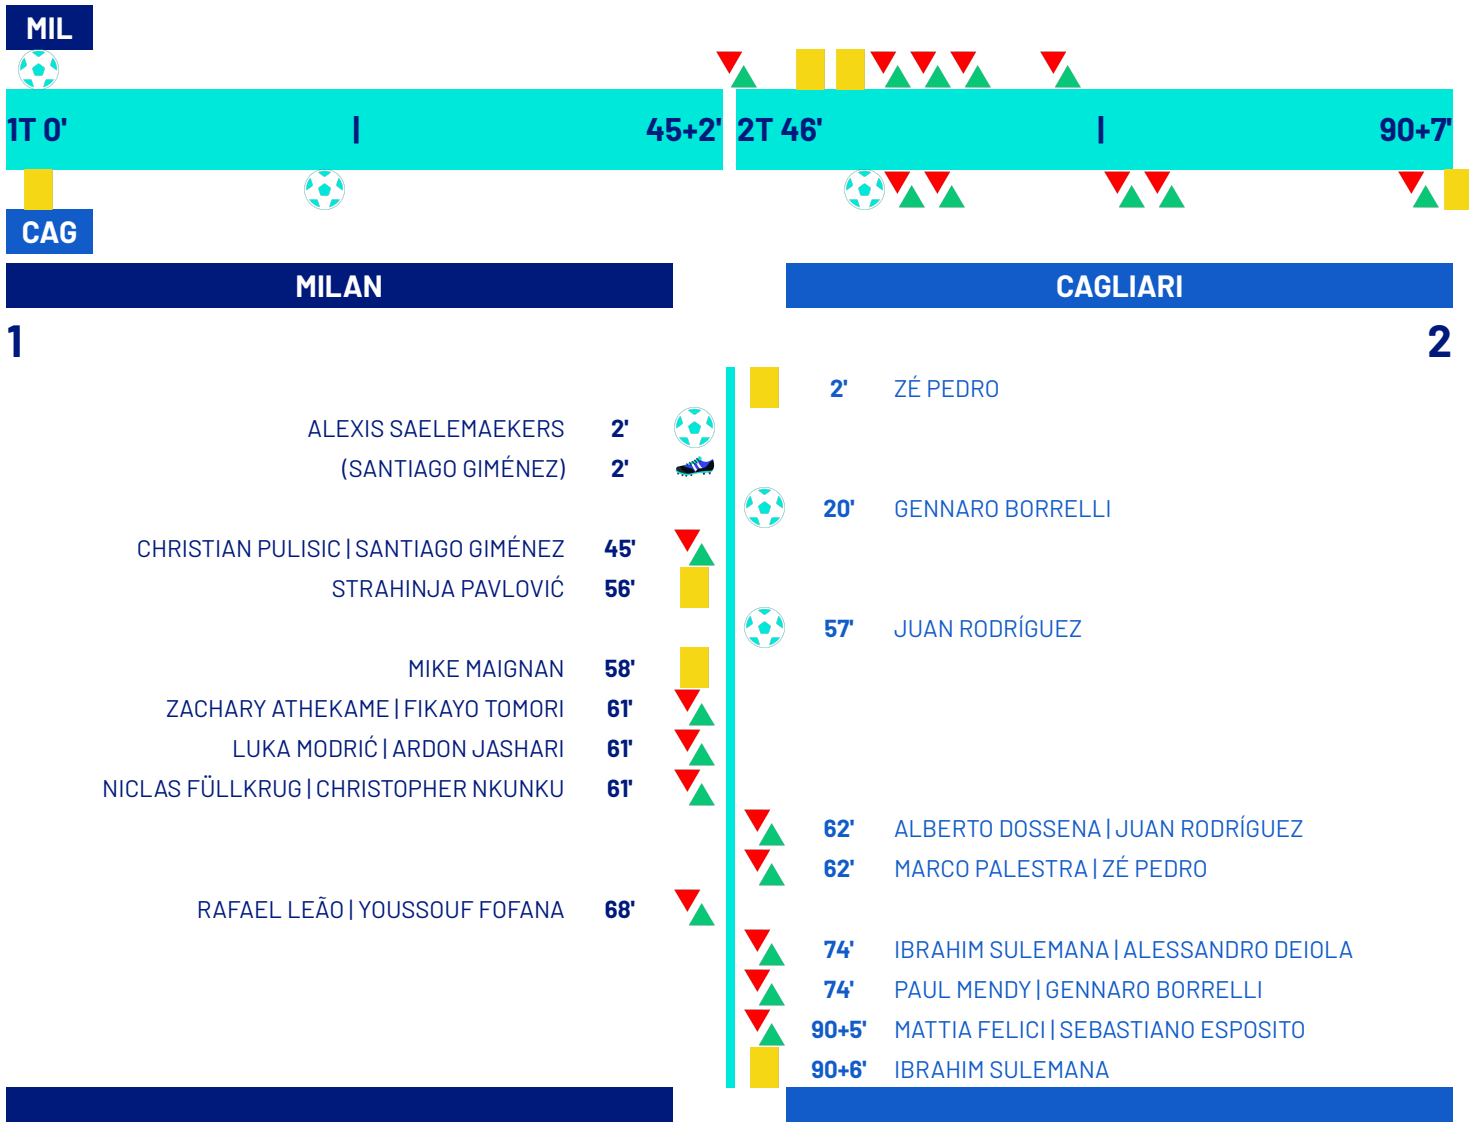 MIL
1T 0' | 45+2' 2T 46' | 90+7'
CAG
MILAN CAGLIARI
1 2
2' ZÉ PEDRO
ALEXIS SAELEMAEKERS 2'
(SANTIAGO GIMÉNEZ) 2'
20' GENNARO BORRELLI
CHRISTIAN PULISIC | SANTIAGO GIMÉNEZ 45'
STRAHINJA PAVLOVIĆ 56'
57' JUAN RODRÍGUEZ
MIKE MAIGNAN 58'
ZACHARY ATHEKAME | FIKAYO TOMORI 61'
LUKA MODRIĆ | ARDON JASHARI 61'
NICLAS FÜLLKRUG | CHRISTOPHER NKUNKU 61'
62' ALBERTO DOSSENA | JUAN RODRÍGUEZ
62' MARCO PALESTRA | ZÉ PEDRO
RAFAEL LEÃO | YOUSSOUF FOFANA 68'
74' IBRAHIM SULEMANA | ALESSANDRO DEIOLA
74' PAUL MENDY | GENNARO BORRELLI
90+5' MATTIA FELICI | SEBASTIANO ESPOSITO
90+6' IBRAHIM SULEMANA